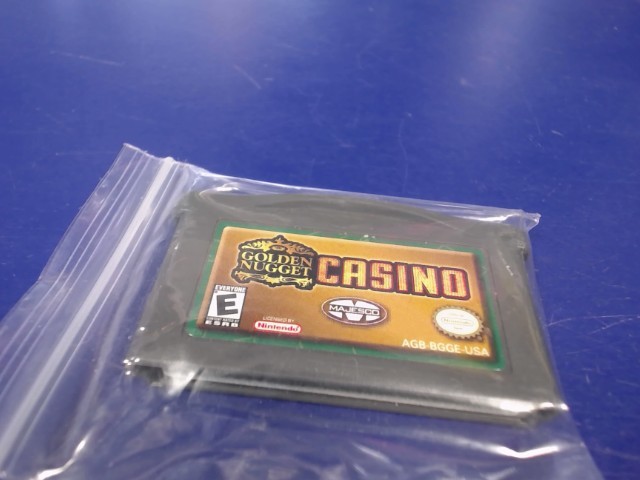 GOLDEN
NUGGET
CASINO
EVERYONE
E
ESRB
LICENSED BY
Nintendo
MAJESCO
AGB-BGGE-USA